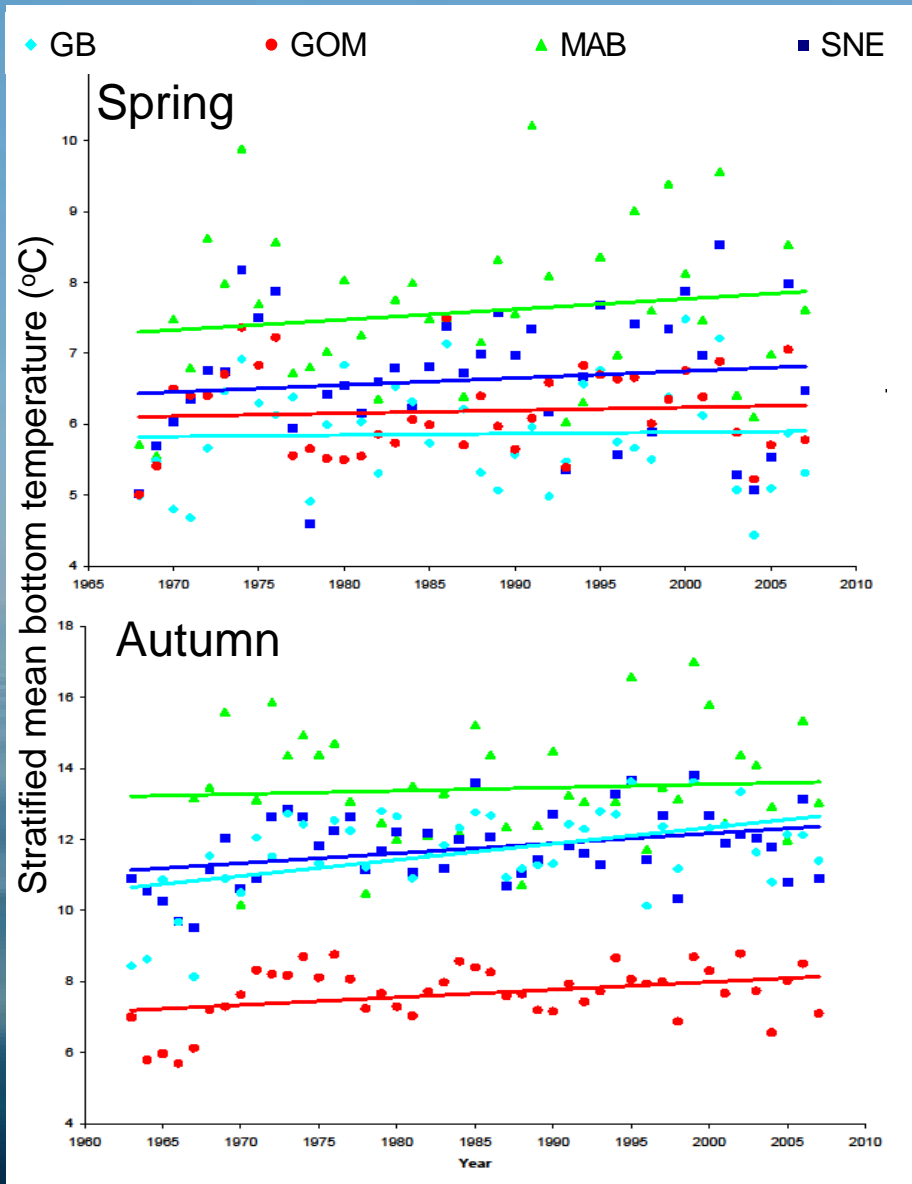 GB GOM MAB SNE
Spring
Stratified mean bottom temperature (ºC)
10
9
8
7
6
5
4
1965 1970 1975 1980 1985 1990 1995 2000 2005 2010
Autumn
18
16
14
12
10
8
6
4
1960 1965 1970 1975 1980 1985 1990 1995 2000 2005 2010
Year